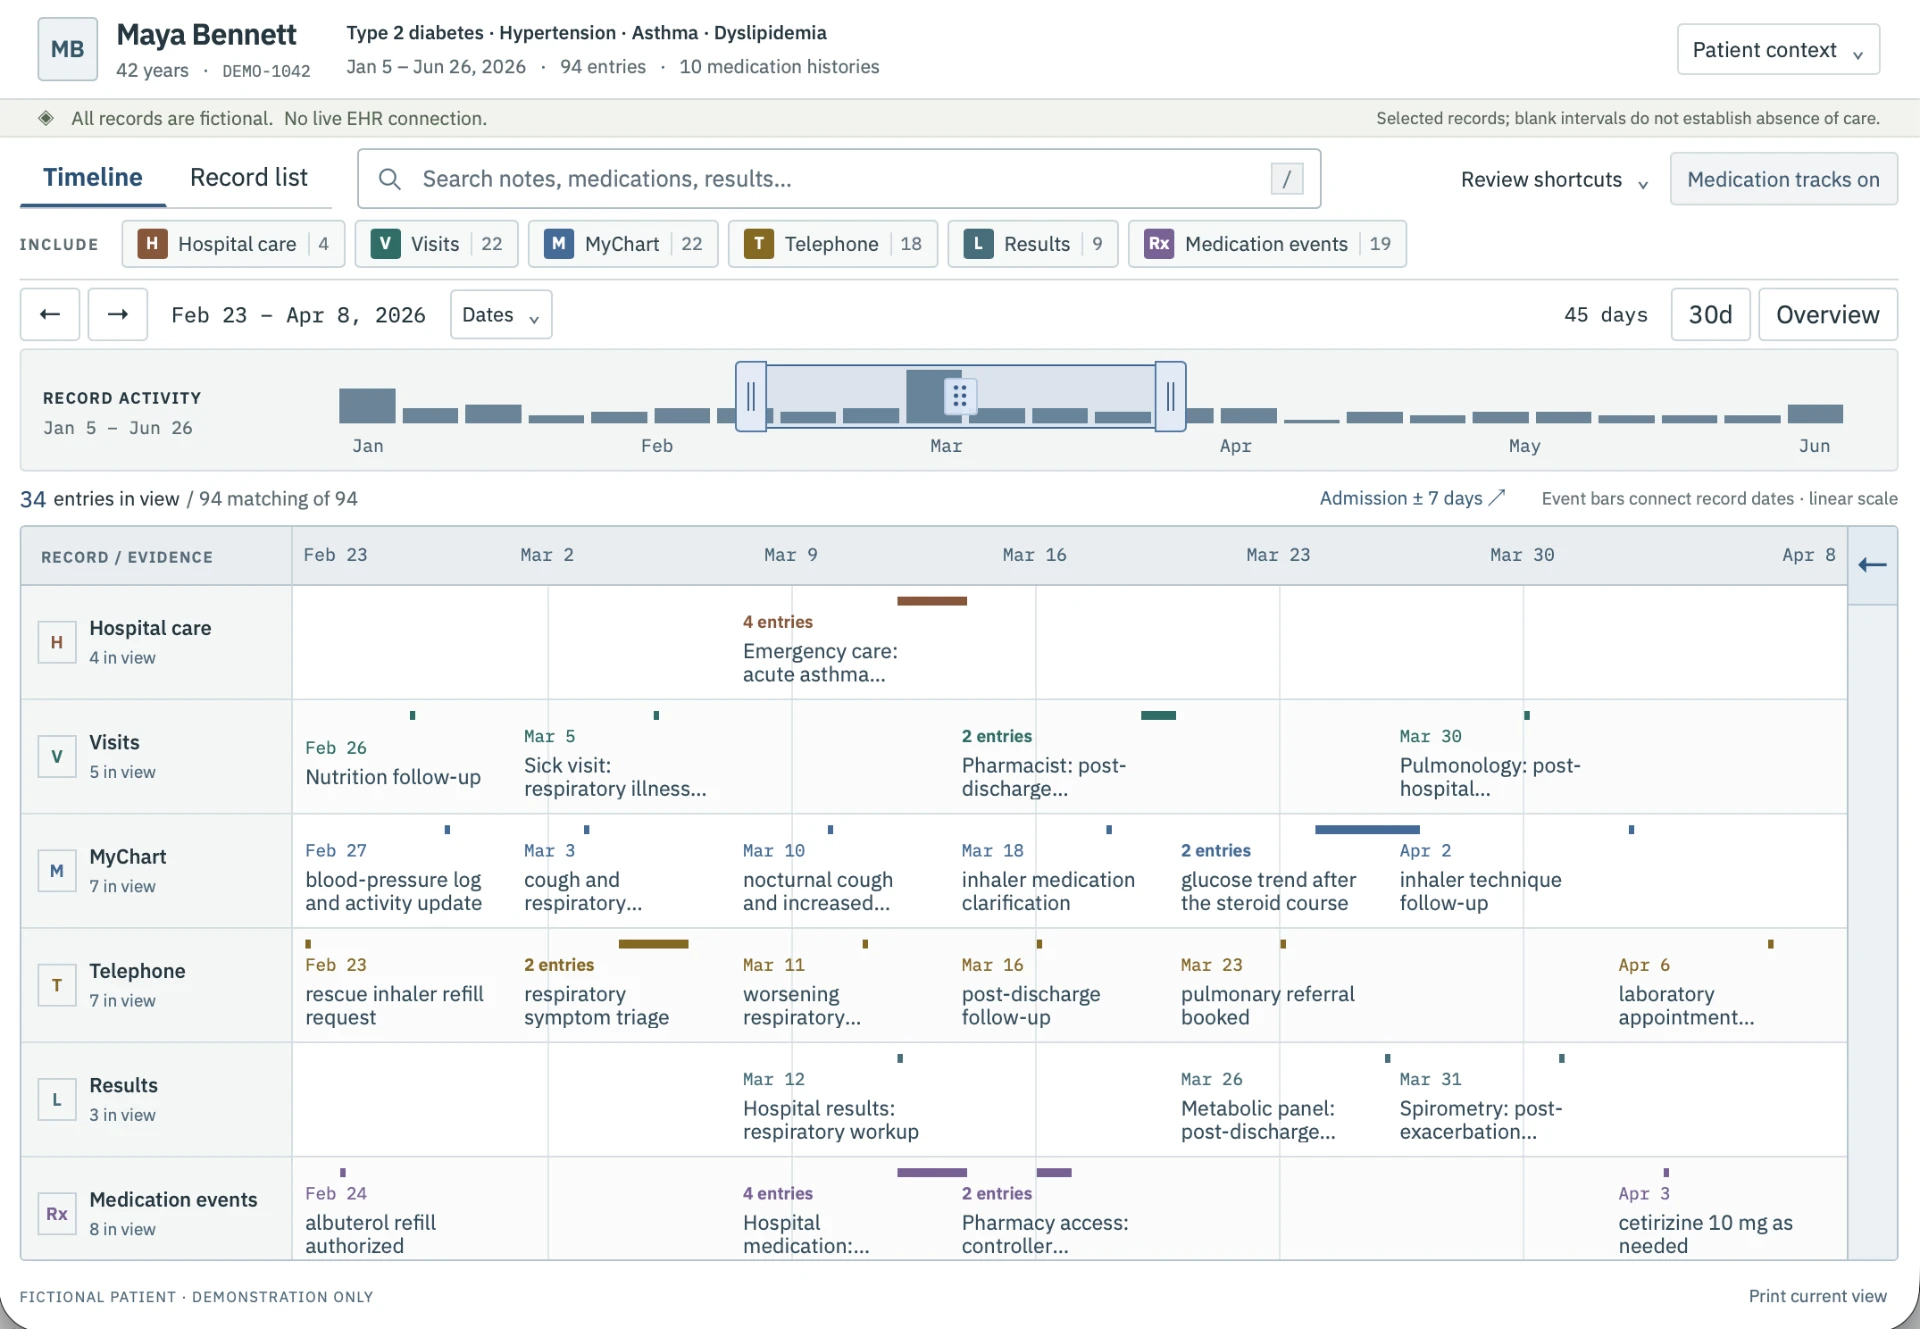 MB
Maya Bennett
42 years · DEMO-1042
Type 2 diabetes · Hypertension · Asthma · Dyslipidemia
Jan 5 – Jun 26, 2026 · 94 entries · 10 medication histories
Patient context
All records are fictional. No live EHR connection.
Selected records; blank intervals do not establish absence of care.
Timeline
Record list
Search notes, medications, results...
/
Review shortcuts
Medication tracks on
INCLUDE
H Hospital care 4
V Visits 22
M MyChart 22
T Telephone 18
L Results 9
Rx Medication events 19
← → Feb 23 – Apr 8, 2026
Dates
45 days
30d
Overview
RECORD ACTIVITY
Jan 5 – Jun 26
Jan Feb Mar Apr May Jun
34 entries in view / 94 matching of 94
Admission ± 7 days ↗
Event bars connect record dates · linear scale
RECORD / EVIDENCE
Feb 23 Mar 2 Mar 9 Mar 16 Mar 23 Mar 30 Apr 8
←
H
Hospital care
4 in view
4 entries
Emergency care:
acute asthma...
V
Visits
5 in view
Feb 26
Nutrition follow-up
Mar 5
Sick visit:
respiratory illness...
2 entries
Pharmacist: post-
discharge...
Mar 30
Pulmonology: post-
hospital...
M
MyChart
7 in view
Feb 27
blood-pressure log
and activity update
Mar 3
cough and
respiratory...
Mar 10
nocturnal cough
and increased...
Mar 18
inhaler medication
clarification
2 entries
glucose trend after
the steroid course
Apr 2
inhaler technique
follow-up
T
Telephone
7 in view
Feb 23
rescue inhaler refill
request
2 entries
respiratory
symptom triage
Mar 11
worsening
respiratory...
Mar 16
post-discharge
follow-up
Mar 23
pulmonary referral
booked
Apr 6
laboratory
appointment...
L
Results
3 in view
Mar 12
Hospital results:
respiratory workup
Mar 26
Metabolic panel:
post-discharge...
Mar 31
Spirometry: post-
exacerbation...
Rx
Medication events
8 in view
Feb 24
albuterol refill
authorized
4 entries
Hospital
medication:...
2 entries
Pharmacy access:
controller...
Apr 3
cetirizine 10 mg as
needed
FICTIONAL PATIENT · DEMONSTRATION ONLY
Print current view